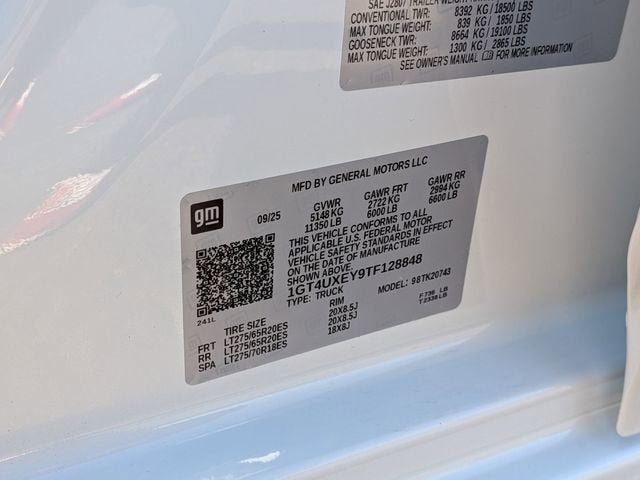 SAE J2807 TRAILER WEIGHT
CONVENTIONAL TWR: 8392 KG / 18500 LBS
MAX TONGUE WEIGHT: 839 KG / 1850 LBS
GOOSENECK TWR: 8664 KG / 19100 LBS
MAX TONGUE WEIGHT: 1300 KG / 2865 LBS
SEE OWNER'S MANUAL FOR MORE INFORMATION
gm
MFD BY GENERAL MOTORS LLC
09/25 GVWR GAWR FRT GAWR RR
5148 KG 2722 KG 2994 KG
11350 LB 6000 LB 6600 LB
THIS VEHICLE CONFORMS TO ALL
APPLICABLE U.S. FEDERAL MOTOR
VEHICLE SAFETY STANDARDS IN EFFECT
ON THE DATE OF MANUFACTURE
SHOWN ABOVE.
1GT4UXEY9TF128848
TYPE: TRUCK MODEL: 98TK20743
241L
TIRE SIZE RIM F736 LB
FRT LT275/65R20ES 20X8.5J T2338LB
RR LT275/65R20ES 20X8.5J
SPA LT275/70R18ES 18X8J